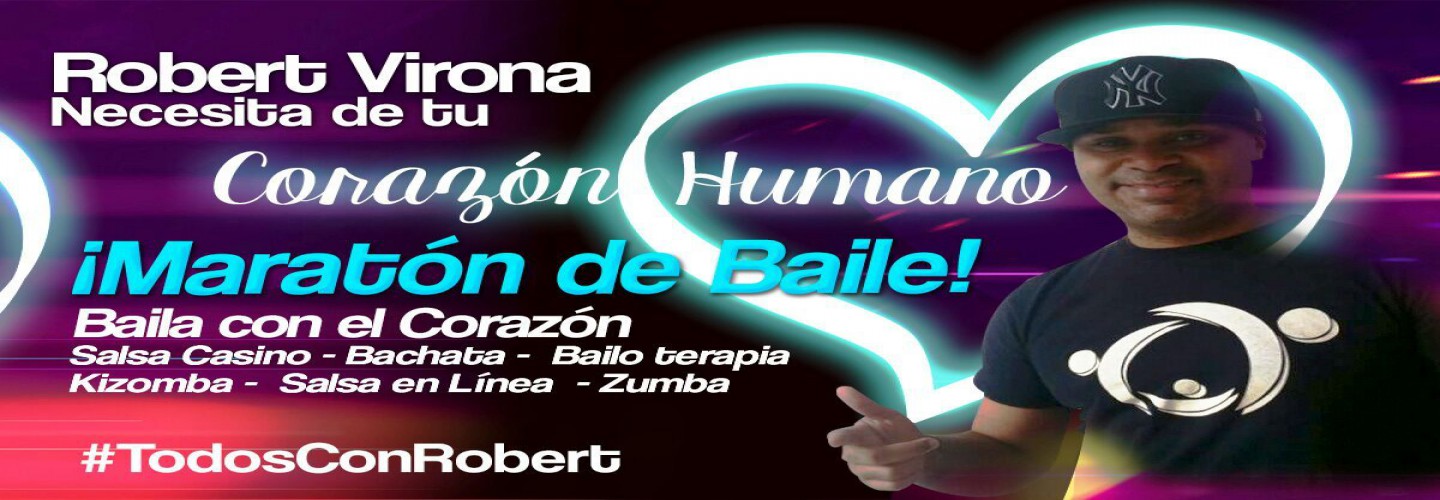 Robert Virona
Necesita de tu
Corazón Humano
¡Maratón de Baile!
Baila con el Corazón
Salsa Casino - Bachata - Bailo terapia
Kizomba - Salsa en Línea - Zumba
#TodosConRobert
NY